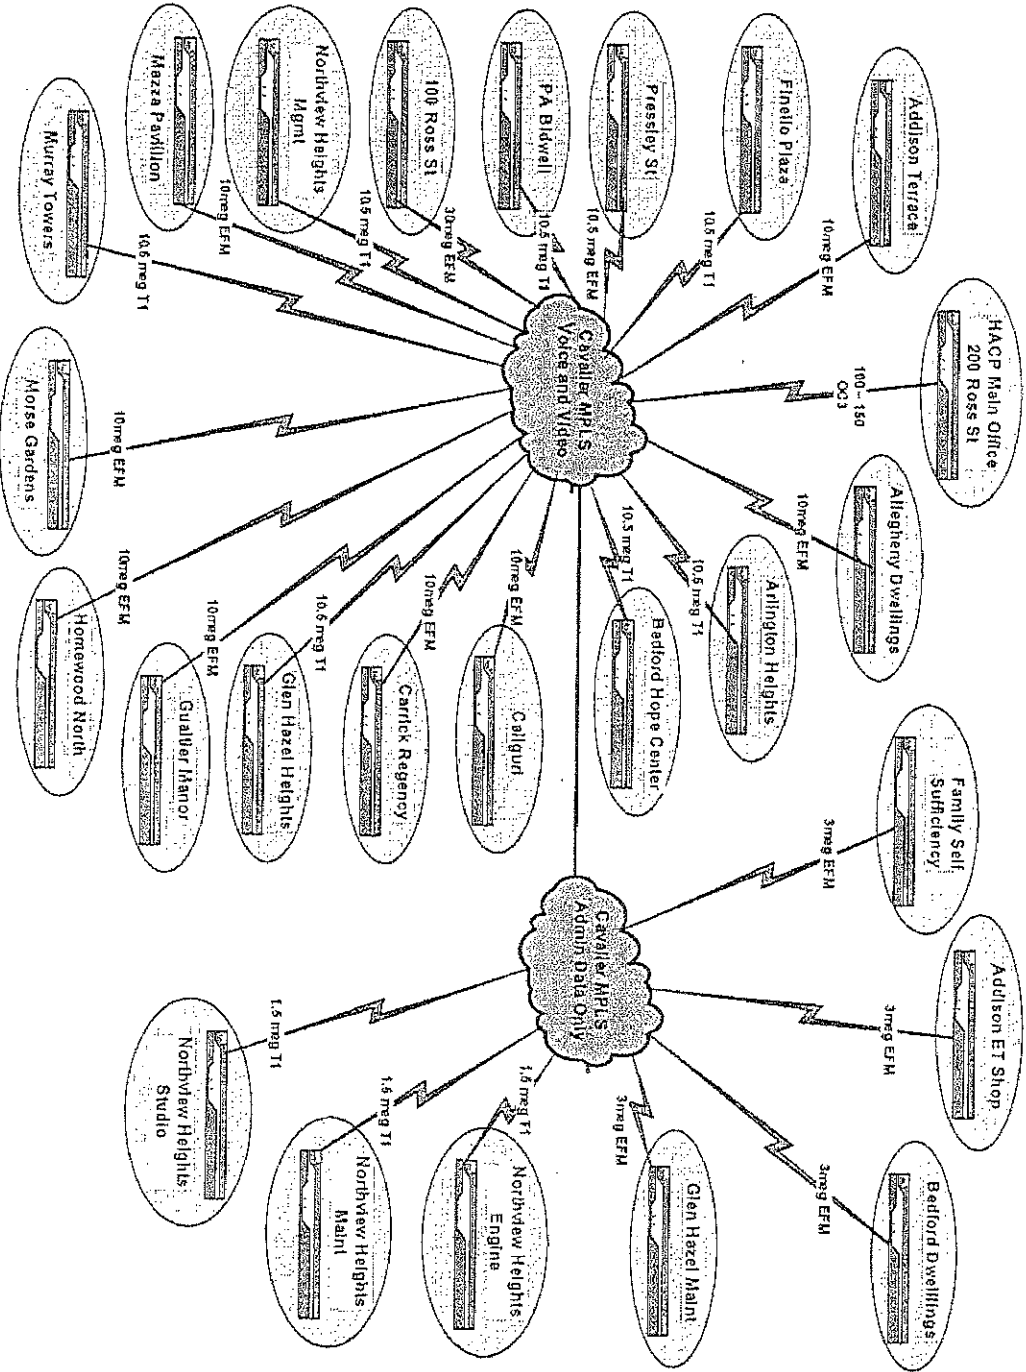 HACP Main Office
200 Ross St
100 – 150
OC3
Addison Terrace
10meg EFM
Finello Plaza
10.5 meg T1
Pressley St
10.5 meg EFM
PA Bidwell
10.5 meg T1
100 Ross St
30meg EFM
Northview Heights
Mgmt
10.5 meg T1
Mazza Pavillion
10meg EFM
Murray Towers
10.5 meg T1
Morse Gardens
10meg EFM
Homewood North
10meg EFM
Gualtier Manor
10meg EFM
Glen Hazel Heights
10.5 meg T1
Carrick Regency
10meg EFM
Caliguri
10meg EFM
Bedford Hope Center
10.5 meg T1
Arlington Heights
10.5 meg T1
Allegheny Dwellings
10meg EFM
Cavalier MPLS
Voice and Video
Cavalier MPLS
Admin Data Only
Family Self
Sufficiency
3meg EFM
Addison ET Shop
3meg EFM
Bedford Dwellings
3meg EFM
Glen Hazel Maint
3meg EFM
Northview Heights
Engine
1.5 meg T1
Northview Heights
Maint
1.5 meg T1
Northview Heights
Studio
1.5 meg T1